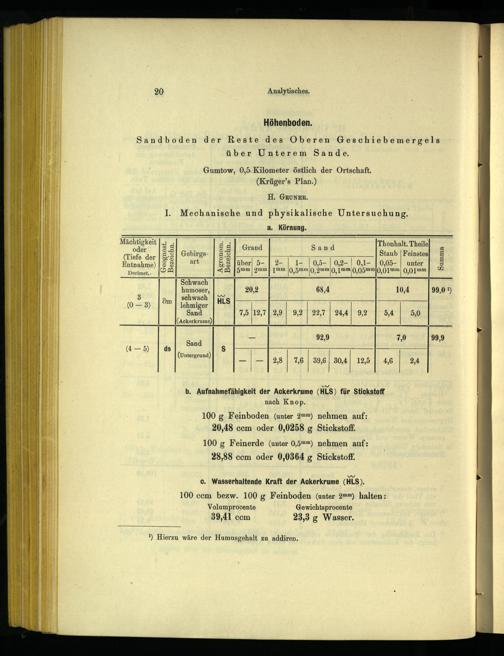 20
Analytisches.
Höhenboden.
Sandboden der Reste des Oberen Geschiebemergels
über Unterem Sande.
Gumtow, 0,5 Kilometer östlich der Ortschaft.
(Krüger's Plan.)
H. Gruner.
I. Mechanische und physikalische Untersuchung.
a. Körnung.
Mächtigkeit oder (Tiefe der Entnahme) Decimet. Geognost. Bezeichn. Gebirgsart Agronom. Bezeichn. Grand Sand Thonhalt. Theile Summa
Staub Feinstes
über 5mm 5–2mm 2–1mm 1–0,5mm 0,5–0,2mm 0,2–0,1mm 0,1–0,05mm 0,05–0,01mm unter 0,01mm
3 (0–3) ∂m Schwach humoser, schwach lehmiger Sand (Ackerkrume) H̆L̆S 20,2 68,4 10,4 99,0 ¹)
7,5 12,7 2,9 9,2 22,7 24,4 9,2 5,4 5,0
(4–5) ds Sand (Untergrund) S — 92,9 7,0 99,9
— — 2,8 7,6 39,6 30,4 12,5 4,6 2,4
b. Aufnahmefähigkeit der Ackerkrume (H̆L̆S) für Stickstoff
nach Knop.
100 g Feinboden (unter 2mm) nehmen auf:
20,48 ccm oder 0,0258 g Stickstoff.
100 g Feinerde (unter 0,5mm) nehmen auf:
28,88 ccm oder 0,0364 g Stickstoff.
c. Wasserhaltende Kraft der Ackerkrume (H̆L̆S).
100 ccm bezw. 100 g Feinboden (unter 2mm) halten:
Volumprocente Gewichtsprocente
39,41 ccm 23,3 g Wasser.
¹) Hierzu wäre der Humusgehalt zu addiren.